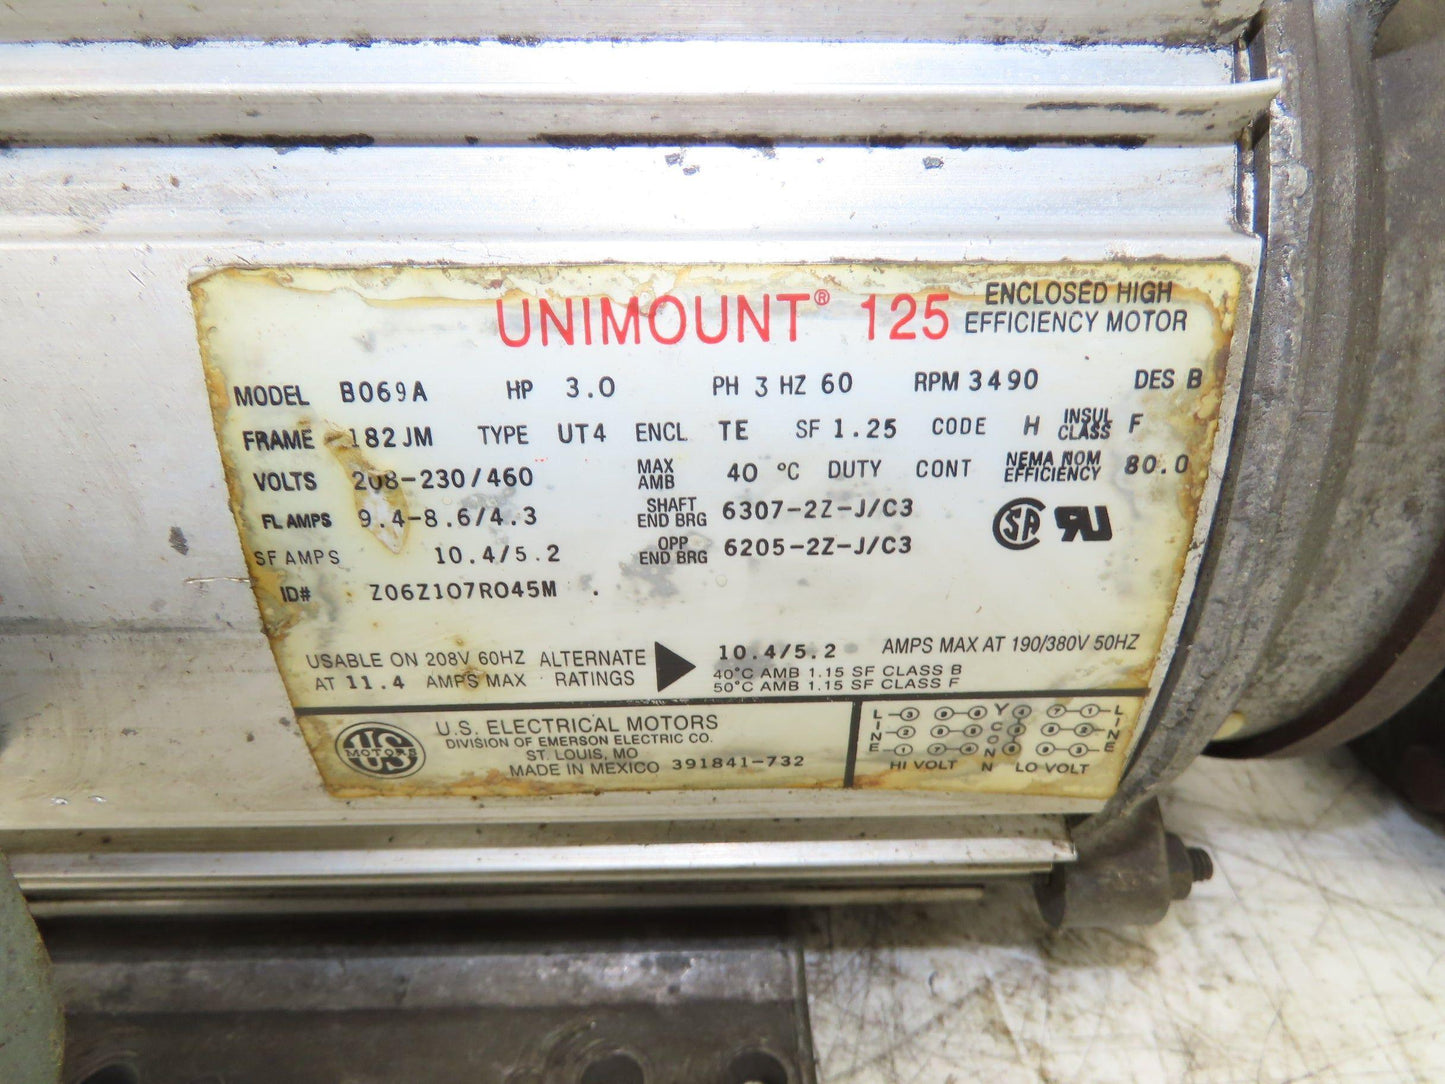 UNIMOUNT® 125 ENCLOSED HIGH EFFICIENCY MOTOR
MODEL B069A HP 3.0 PH 3 HZ 60 RPM 3490 DES B
FRAME 182JM TYPE UT4 ENCL TE SF 1.25 CODE H INSUL CLASS F
VOLTS 208-230/460 MAX AMB 40 °C DUTY CONT NEMA NOM EFFICIENCY 80.0
FL AMPS 9.4-8.6/4.3 SHAFT END BRG 6307-2Z-J/C3
SF AMPS 10.4/5.2 OPP END BRG 6205-2Z-J/C3
ID# Z06Z107R045M
USABLE ON 208V 60HZ
AT 11.4 AMPS MAX
ALTERNATE RATINGS
10.4/5.2 AMPS MAX AT 190/380V 50HZ
40°C AMB 1.15 SF CLASS B
50°C AMB 1.15 SF CLASS F
US MOTORS
U.S. ELECTRICAL MOTORS
DIVISION OF EMERSON ELECTRIC CO.
ST. LOUIS, MO
MADE IN MEXICO 391841-732
LINE
Y CONN
LINE
HI VOLT LO VOLT